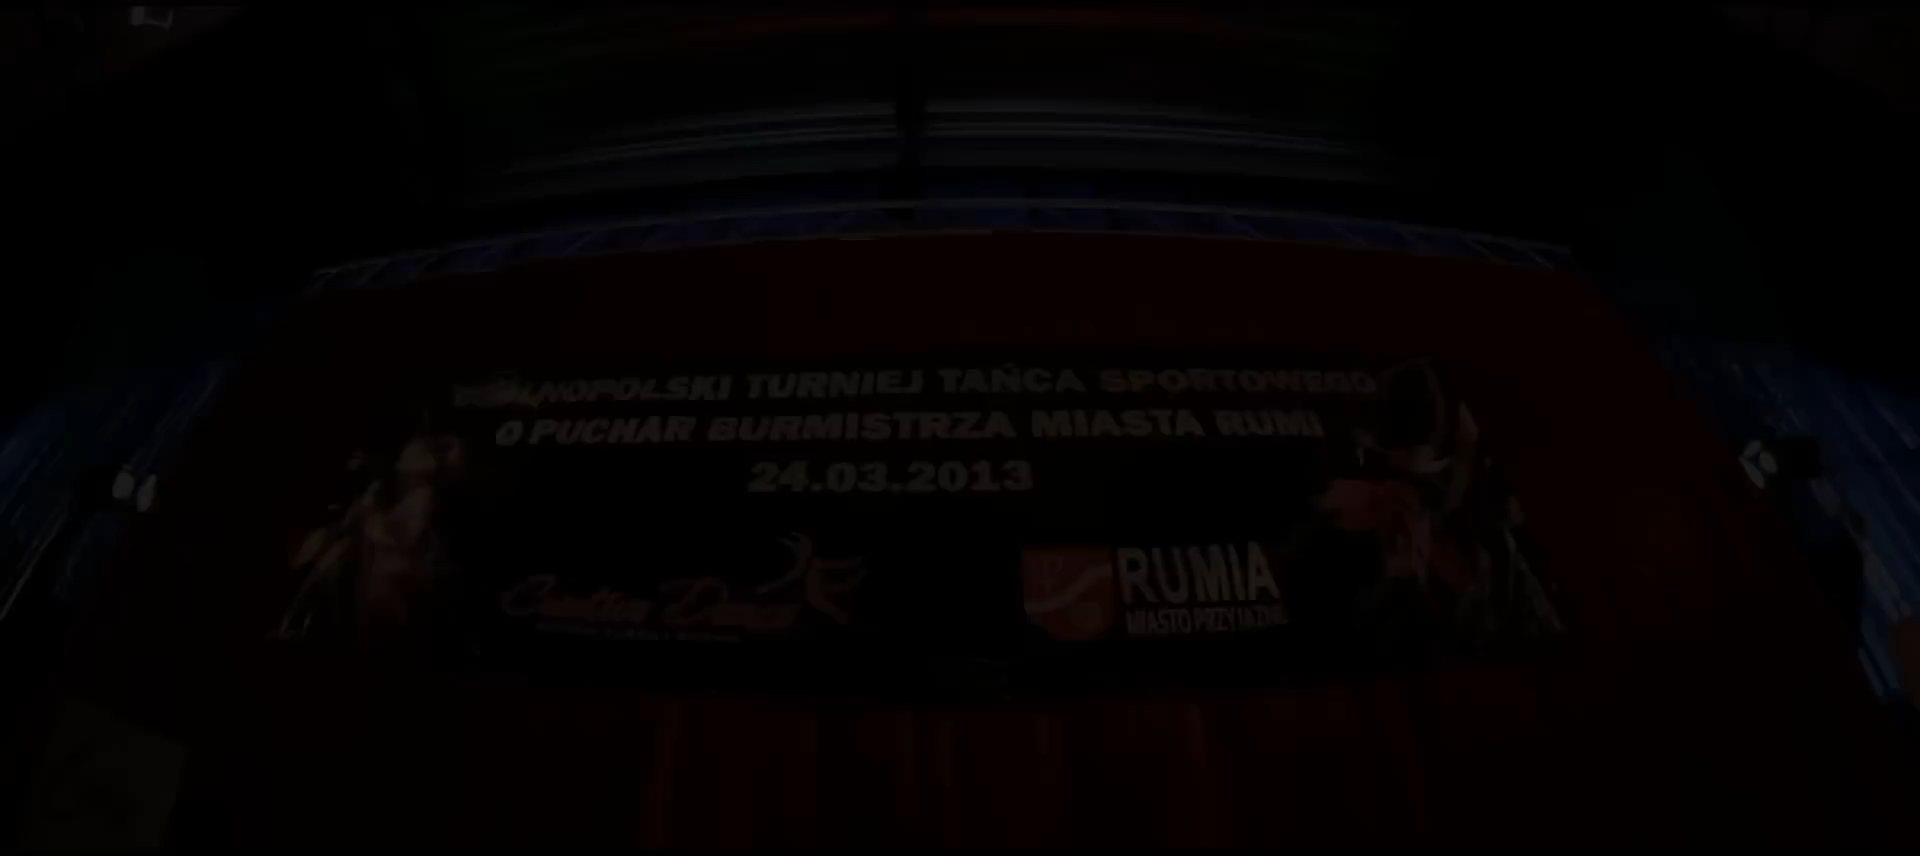 OGÓLNOPOLSKI TURNIEJ TAŃCA SPORTOWEGO
O PUCHAR BURMISTRZA MIASTA RUMI
24.03.2013
RUMIA
MIASTO PRZYJAZNE